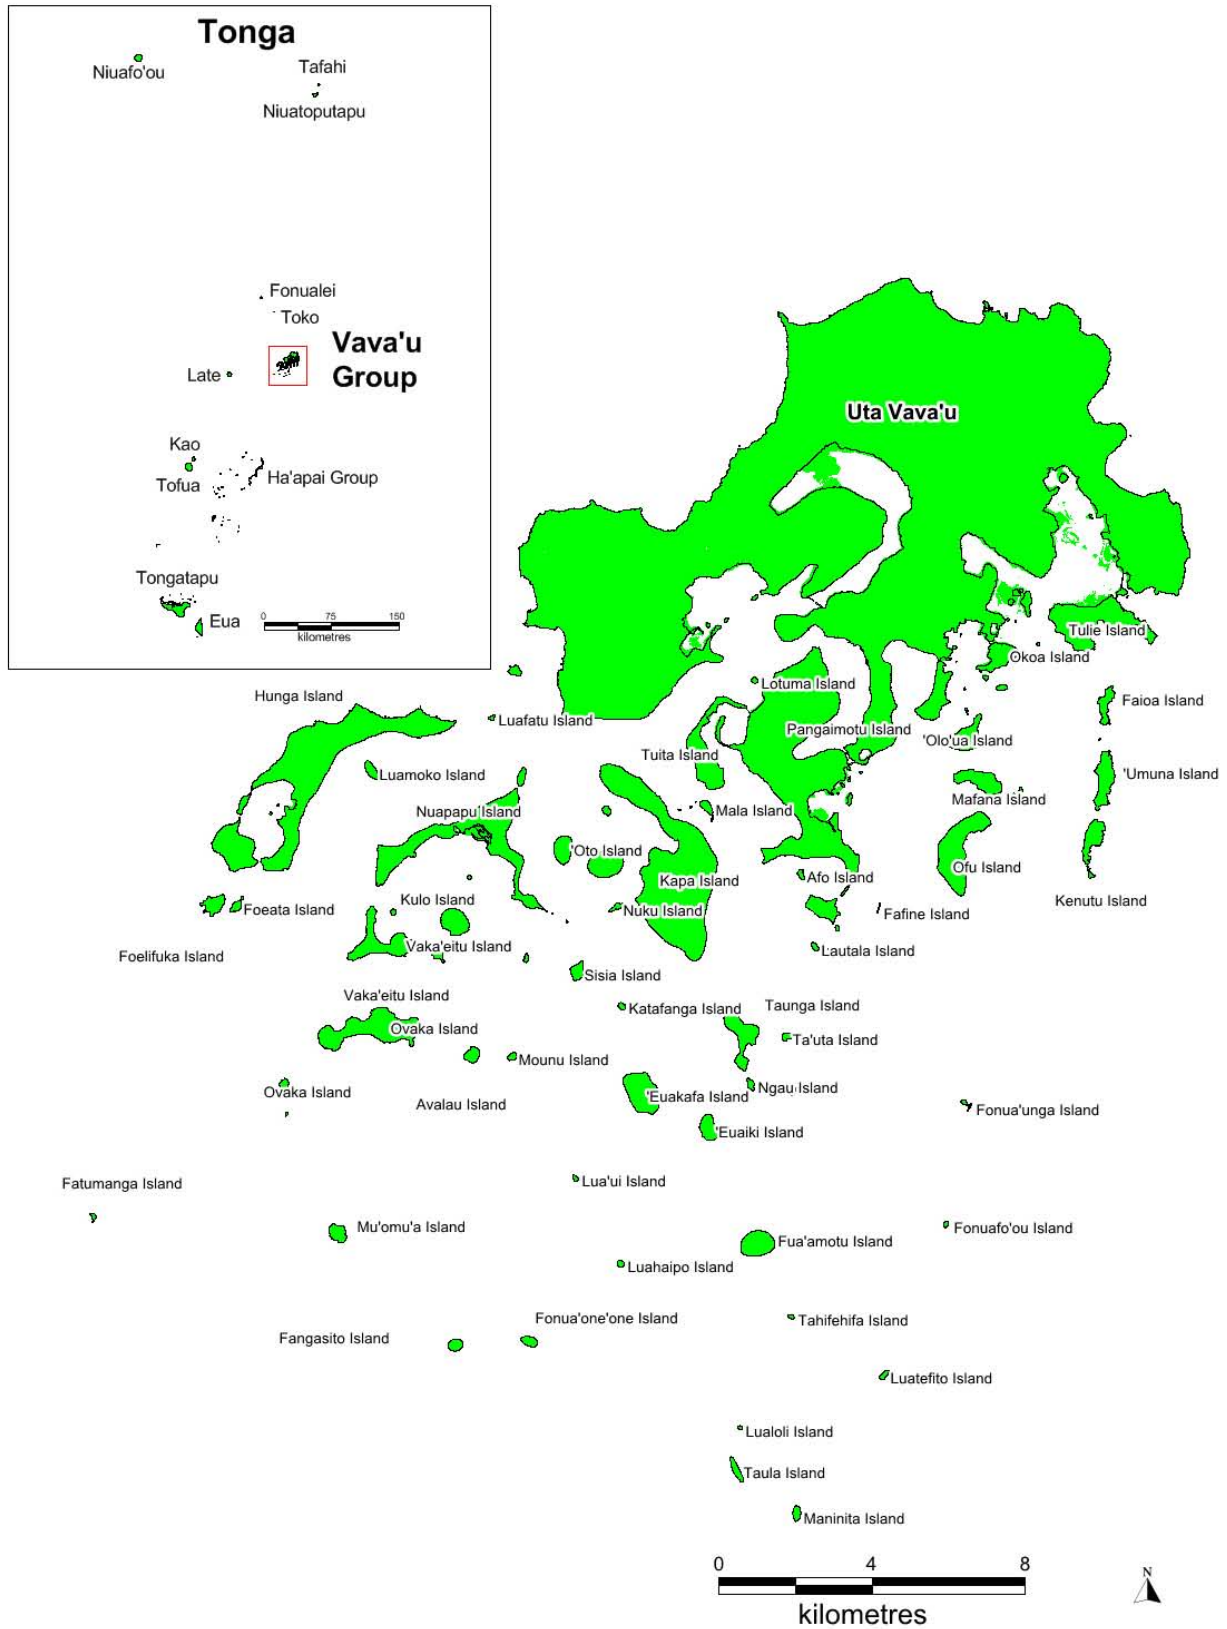 Tonga
Niuafo'ou
Tafahi
Niuatoputapu
Fonualei
Toko
Vava'u
Group
Late
Kao
Tofua
Ha'apai Group
Tongatapu
Eua
0 75 150
kilometres
Uta Vava'u
Tulie Island
Okoa Island
Lotuma Island
Hunga Island
Faioa Island
Luafatu Island
Pangaimotu Island
'Olo'ua Island
Tuita Island
Luamoko Island
'Umuna Island
Mafana Island
Nuapapu Island
Mala Island
'Oto Island
Ofu Island
Kapa Island
Afo Island
Kulo Island
Kenutu Island
Foeata Island
Nuku Island
Fafine Island
Vaka'eitu Island
Lautala Island
Foelifuka Island
Sisia Island
Vaka'eitu Island
Katafanga Island
Taunga Island
Ovaka Island
Ta'uta Island
Mounu Island
Ovaka Island
Ngau Island
'Euakafa Island
Avalau Island
Fonua'unga Island
'Euaiki Island
Fatumanga Island
Lua'ui Island
Mu'omu'a Island
Fonuafo'ou Island
Fua'amotu Island
Luahaipo Island
Fonua'one'one Island
Tahifehifa Island
Fangasito Island
Luatefito Island
Lualoli Island
Taula Island
Maninita Island
0 4 8
kilometres
N